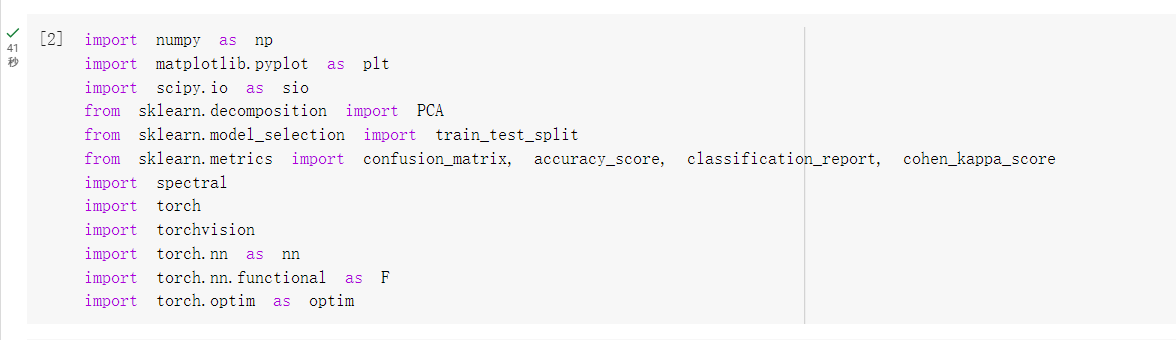 [2] import numpy as np
41
秒
import matplotlib.pyplot as plt
import scipy.io as sio
from sklearn.decomposition import PCA
from sklearn.model_selection import train_test_split
from sklearn.metrics import confusion_matrix, accuracy_score, classification_report, cohen_kappa_score
import spectral
import torch
import torchvision
import torch.nn as nn
import torch.nn.functional as F
import torch.optim as optim